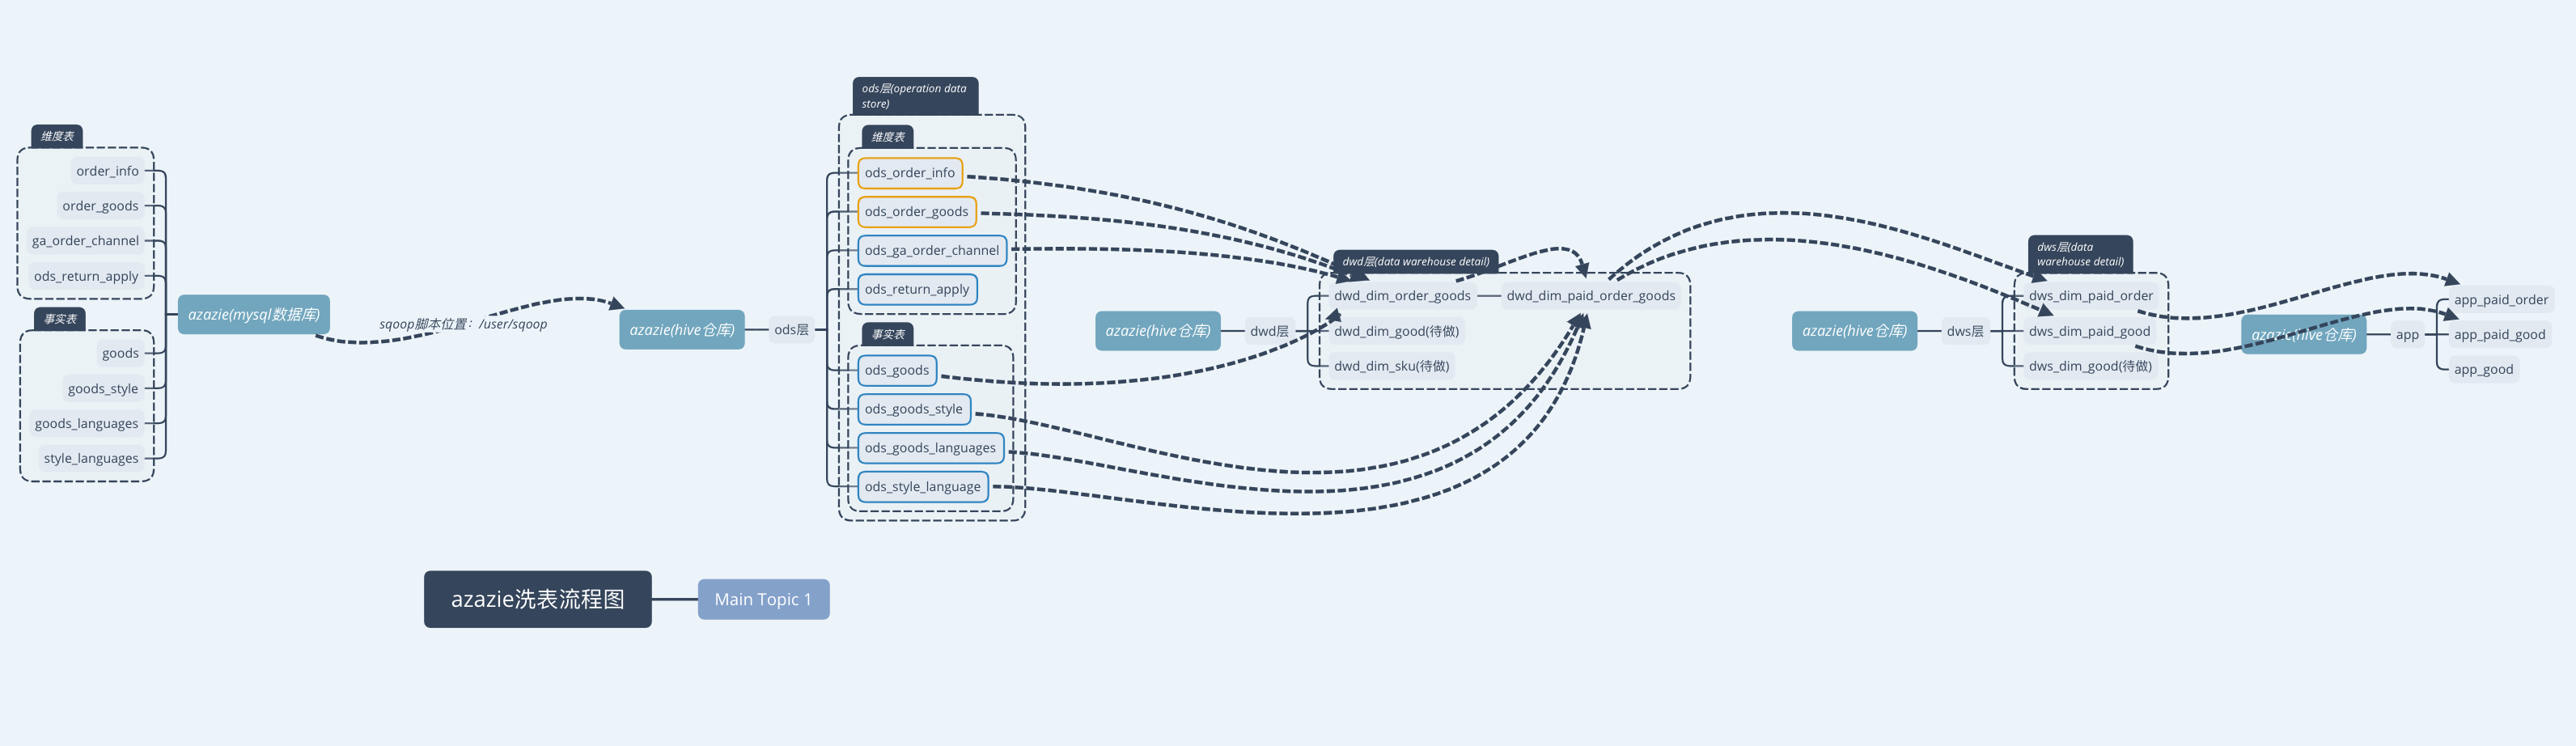 维度表
order_info
order_goods
ga_order_channel
ods_return_apply
事实表
goods
goods_style
goods_languages
style_languages
azazie(mysql数据库)
sqoop脚本位置：/user/sqoop
azazie(hive仓库)
ods层
ods层(operation data
store)
维度表
ods_order_info
ods_order_goods
ods_ga_order_channel
ods_return_apply
事实表
ods_goods
ods_goods_style
ods_goods_languages
ods_style_language
azazie(hive仓库)
dwd层
dwd层(data warehouse detail)
dwd_dim_order_goods
dwd_dim_paid_order_goods
dwd_dim_good(待做)
dwd_dim_sku(待做)
azazie(hive仓库)
dws层
dws层(data
warehouse detail)
dws_dim_paid_order
dws_dim_paid_good
dws_dim_good(待做)
azazie(hive仓库)
app
app_paid_order
app_paid_good
app_good
azazie洗表流程图
Main Topic 1